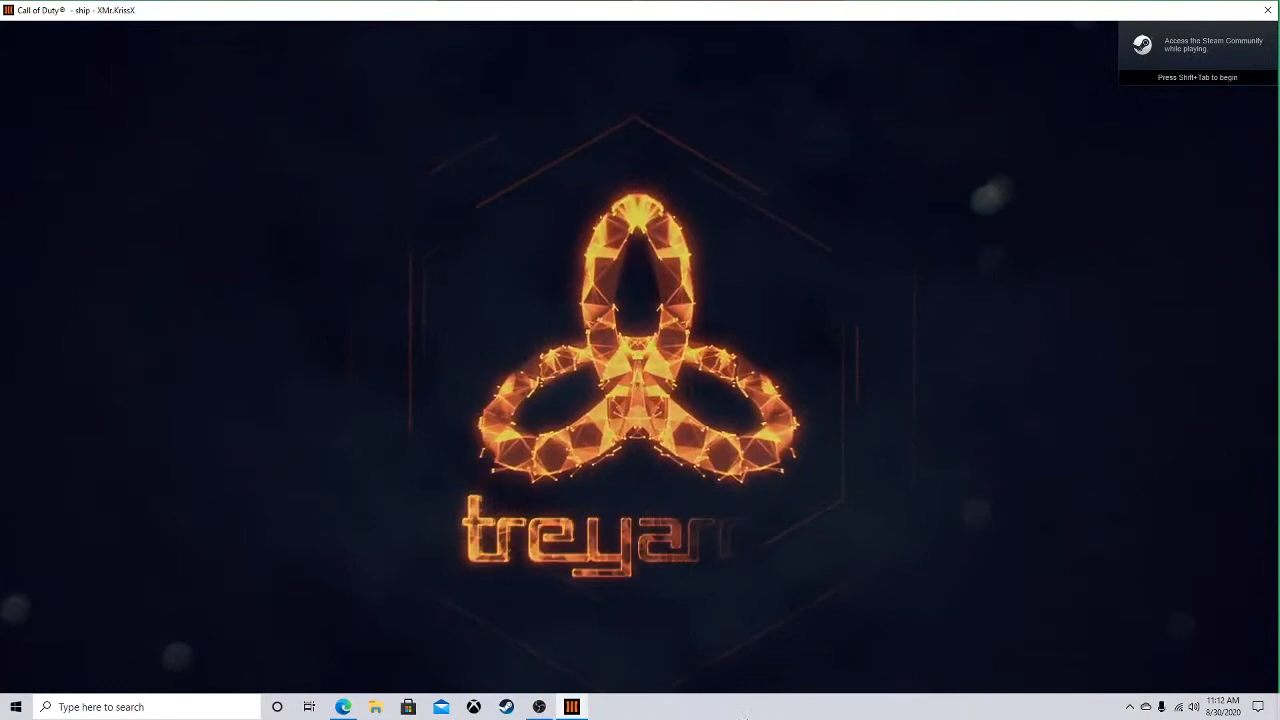 Call of Duty® - ship - XMr.KrissX
Access the Steam Community
while playing.
Press Shift+Tab to begin
treyar
Type here to search
11:12 AM
8/30/2020